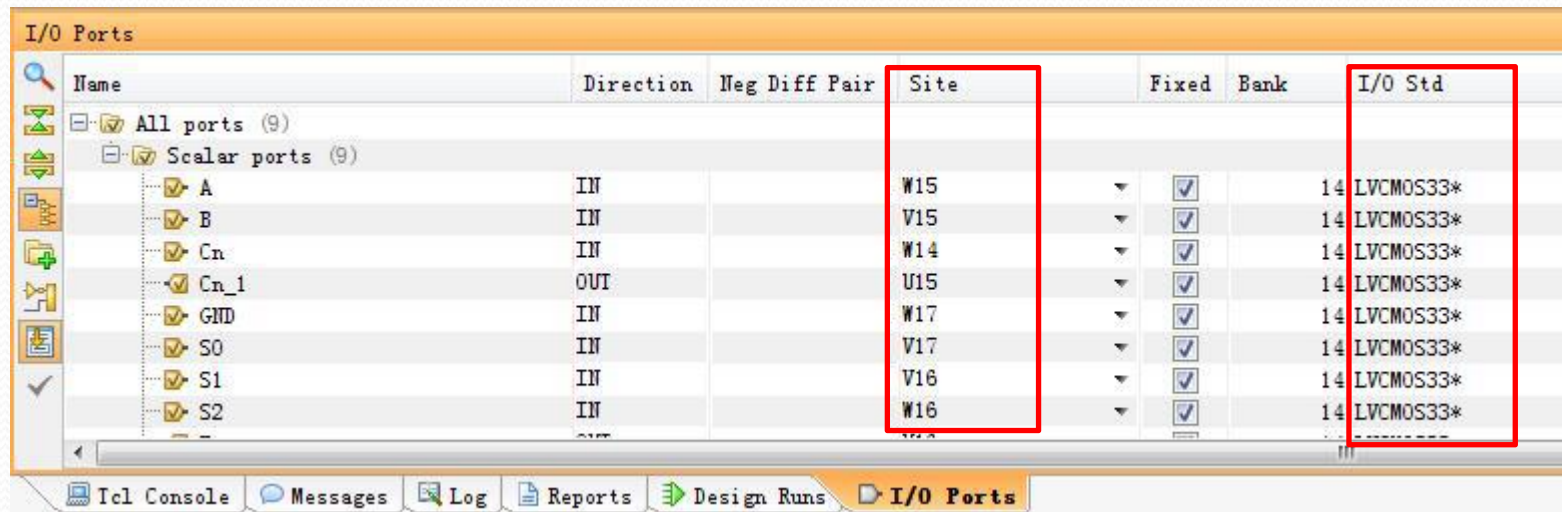 I/O Ports
Name Direction Neg Diff Pair Site Fixed Bank I/O Std
All ports (9)
Scalar ports (9)
A IN W15 14 LVCMOS33*
B IN V15 14 LVCMOS33*
Cn IN W14 14 LVCMOS33*
Cn_1 OUT U15 14 LVCMOS33*
GND IN W17 14 LVCMOS33*
S0 IN V17 14 LVCMOS33*
S1 IN V16 14 LVCMOS33*
S2 IN W16 14 LVCMOS33*
Tcl Console Messages Log Reports Design Runs I/O Ports